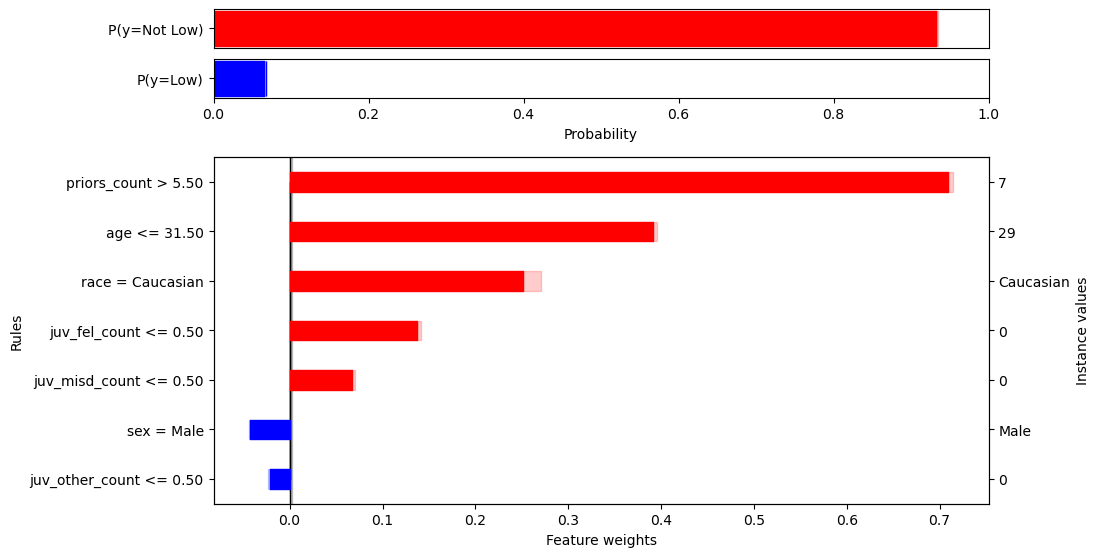 P(y=Not Low)
P(y=Low)
0.0 0.2 0.4 0.6 0.8 1.0
Probability
Rules
priors_count > 5.50 7
age <= 31.50 29
race = Caucasian Caucasian
juv_fel_count <= 0.50 0
juv_misd_count <= 0.50 0
sex = Male Male
juv_other_count <= 0.50 0
Instance values
0.0 0.1 0.2 0.3 0.4 0.5 0.6 0.7
Feature weights